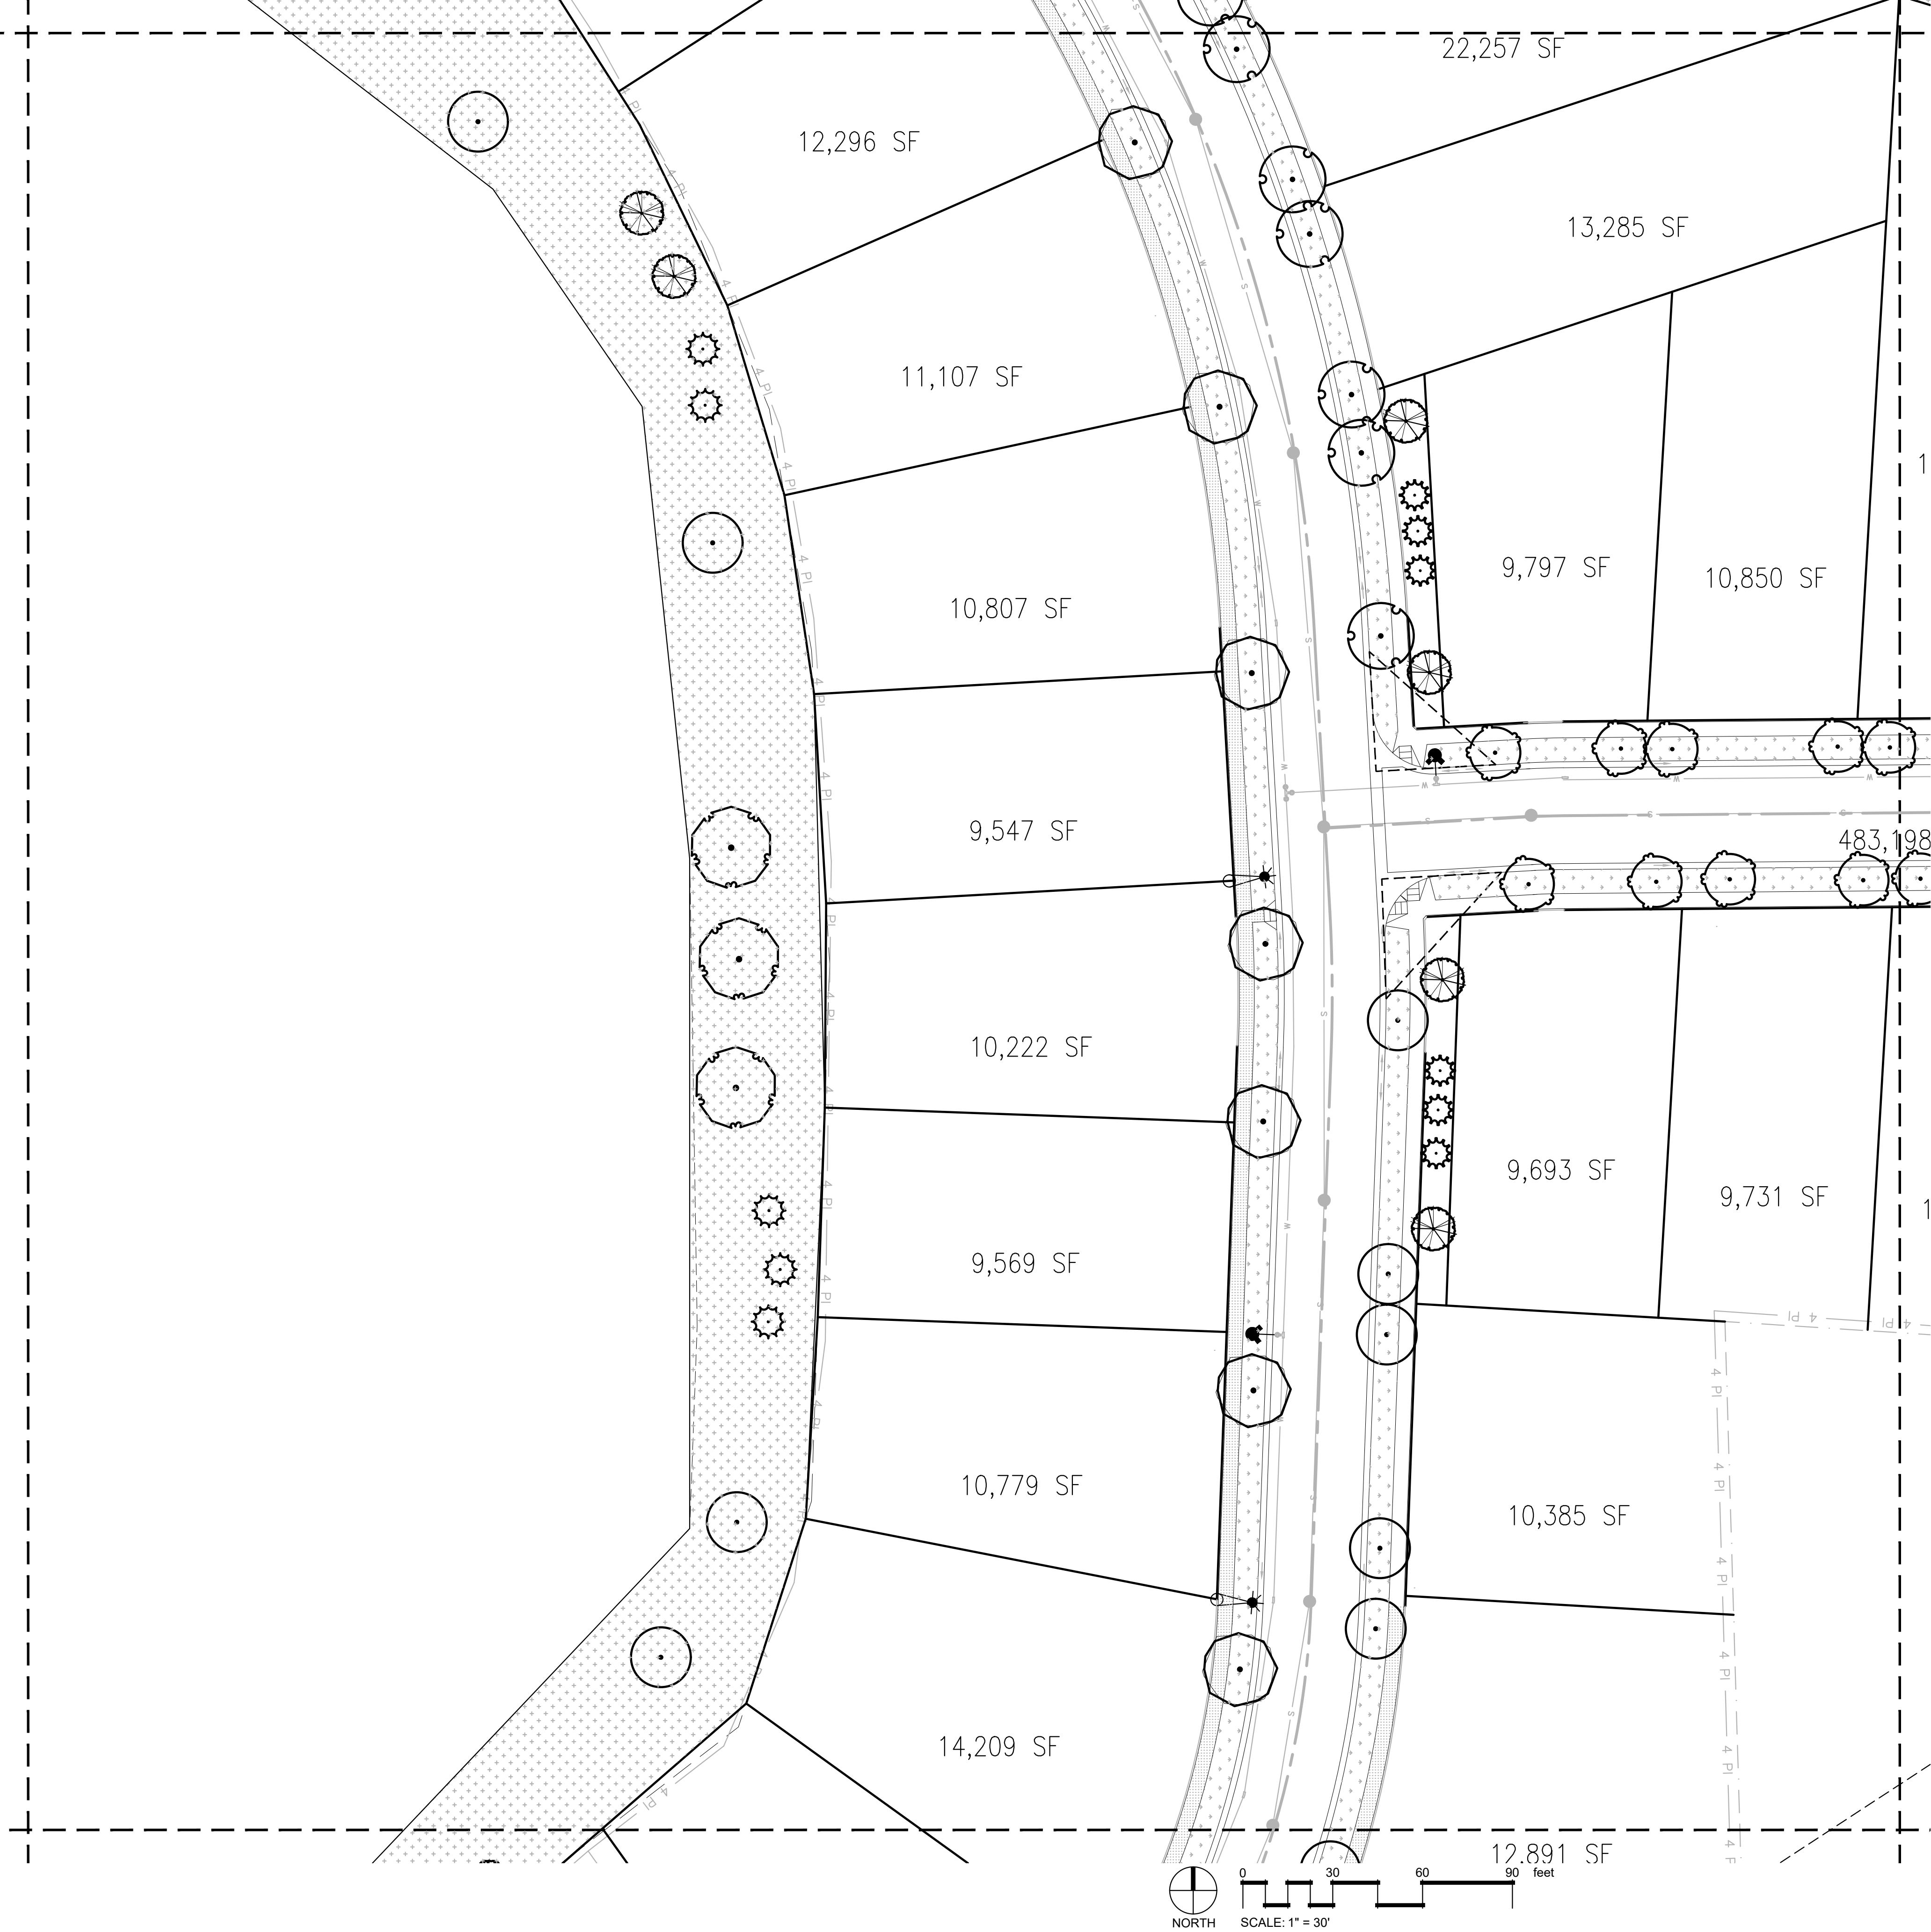 22,257 SF
12,296 SF
13,285 SF
11,107 SF
9,797 SF
10,850 SF
10,807 SF
9,547 SF
483,198
10,222 SF
9,693 SF
9,731 SF
9,569 SF
10,779 SF
10,385 SF
14,209 SF
12,891 SF
0 30 60 90 feet
NORTH SCALE: 1" = 30'